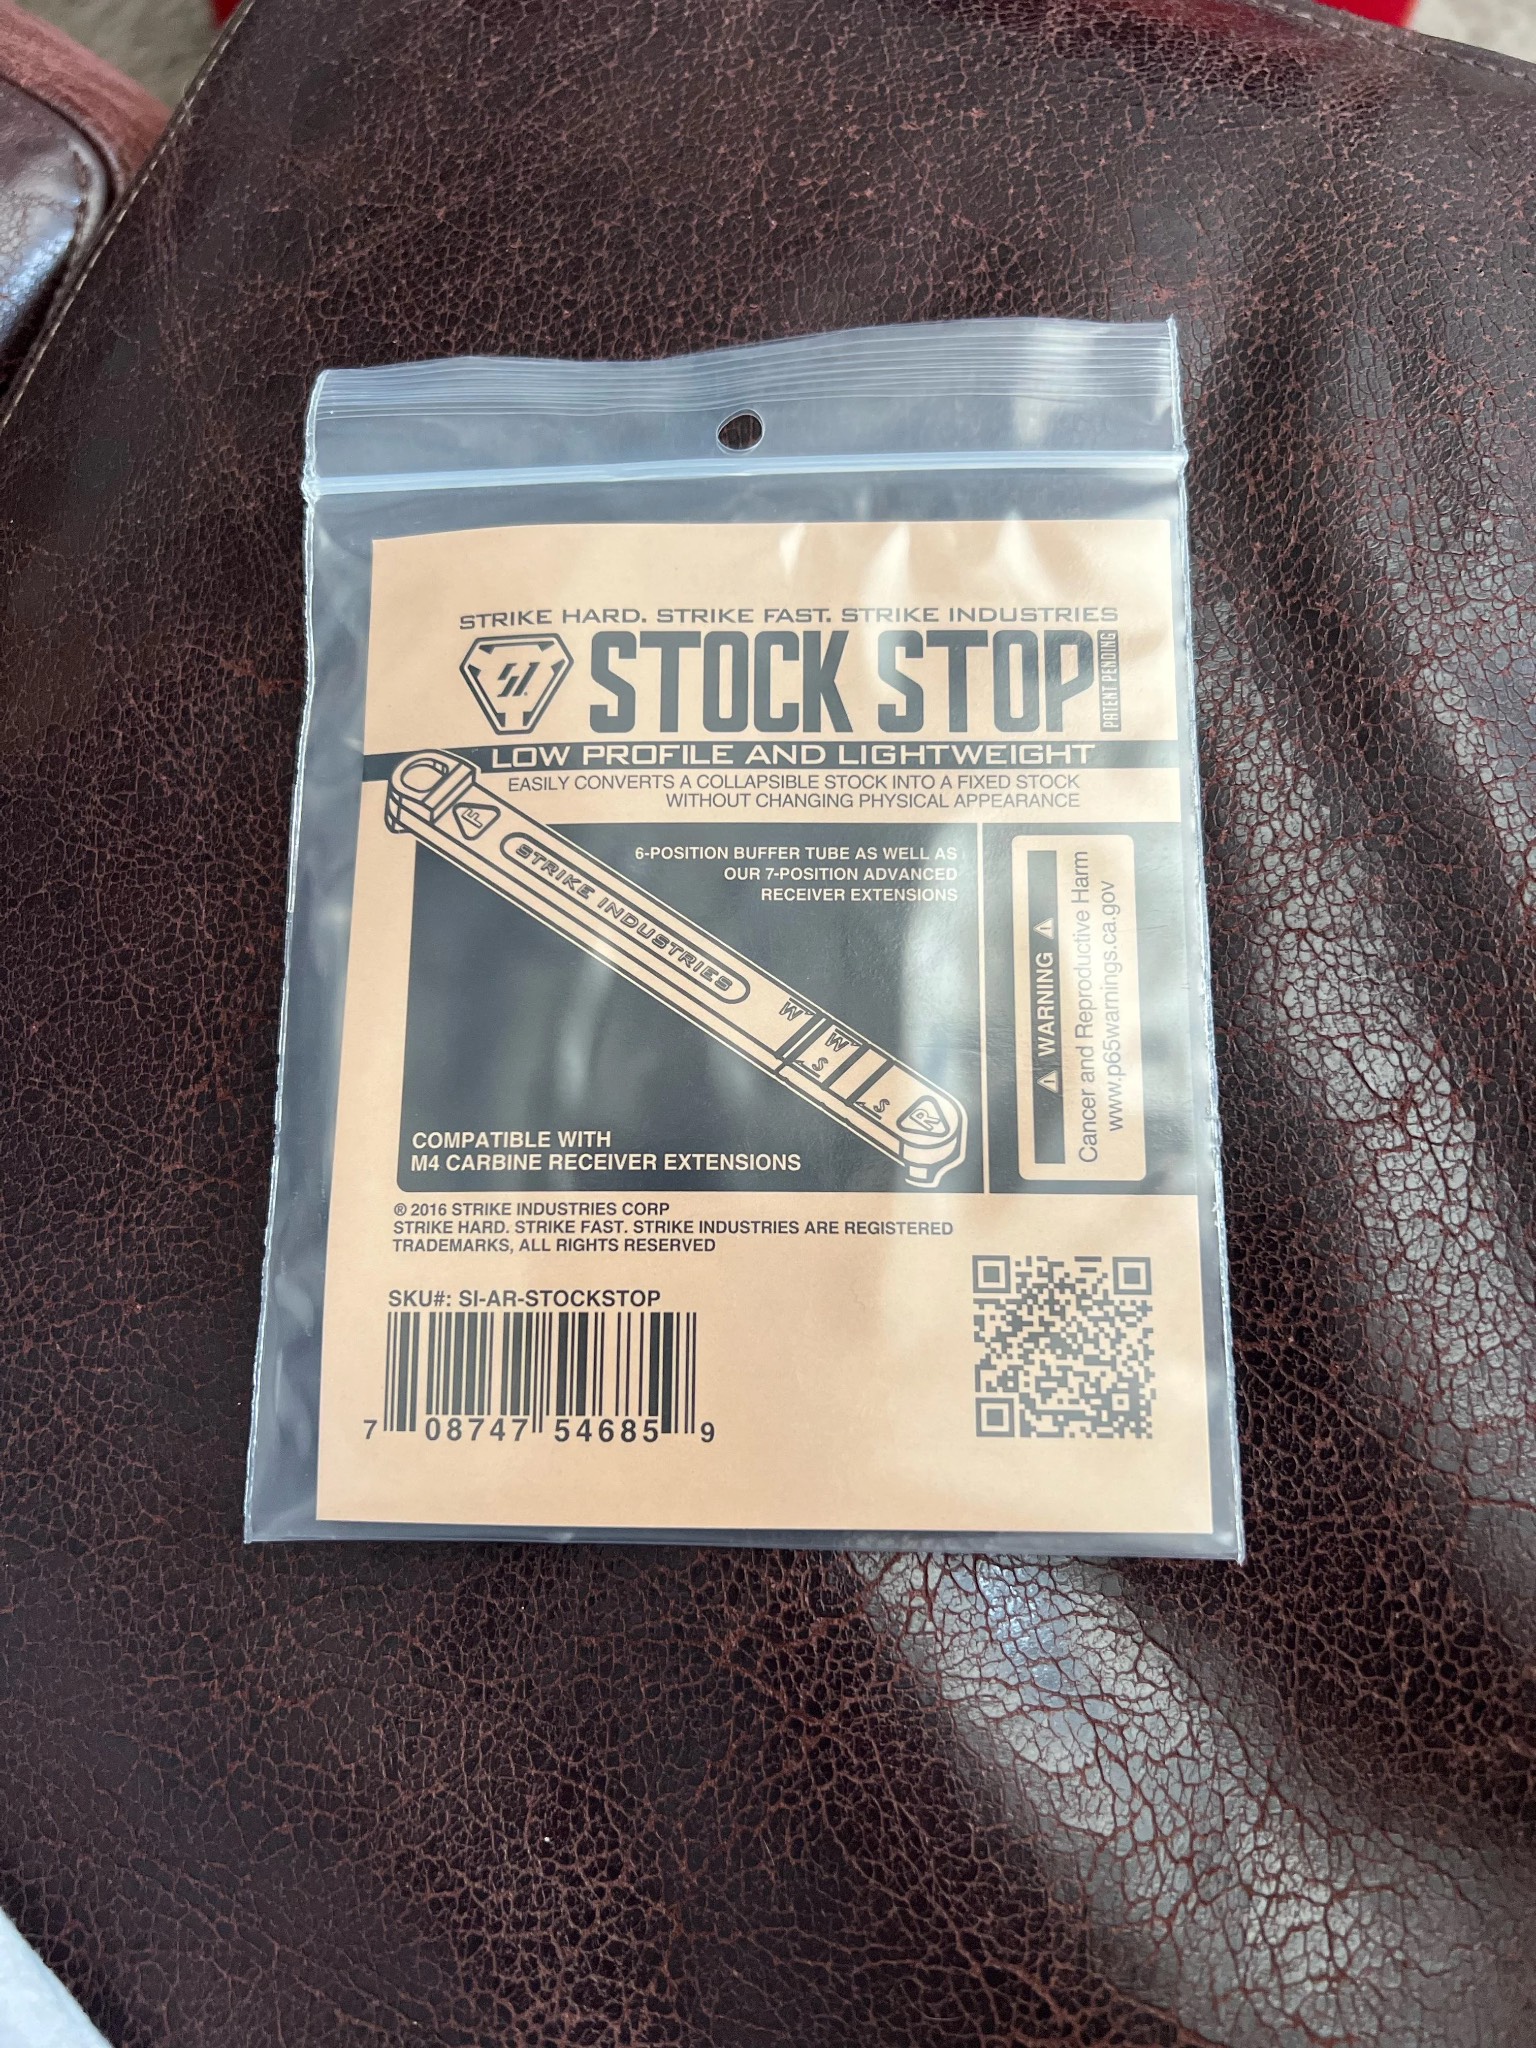 STRIKE HARD. STRIKE FAST. STRIKE INDUSTRIES
STOCK STOP
PATENT PENDING
LOW PROFILE AND LIGHTWEIGHT
EASILY CONVERTS A COLLAPSIBLE STOCK INTO A FIXED STOCK
WITHOUT CHANGING PHYSICAL APPEARANCE
6-POSITION BUFFER TUBE AS WELL AS
OUR 7-POSITION ADVANCED
RECEIVER EXTENSIONS
F
STRIKE INDUSTRIES
W
W
S
S
R
WARNING
Cancer and Reproductive Harm
www.p65warnings.ca.gov
COMPATIBLE WITH
M4 CARBINE RECEIVER EXTENSIONS
® 2016 STRIKE INDUSTRIES CORP
STRIKE HARD. STRIKE FAST. STRIKE INDUSTRIES ARE REGISTERED
TRADEMARKS, ALL RIGHTS RESERVED
SKU#: SI-AR-STOCKSTOP
7 08747 54685 9